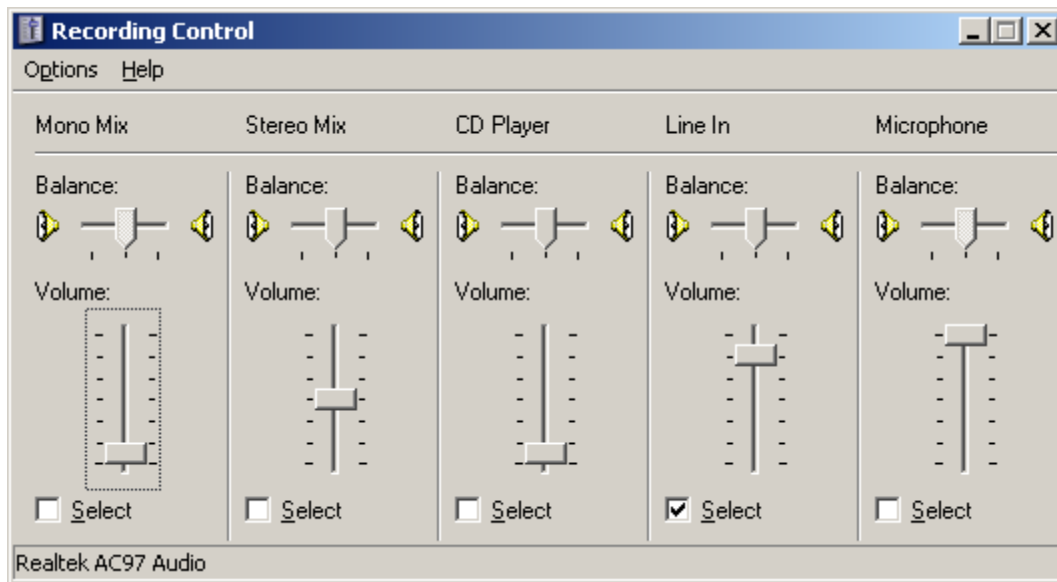 Recording Control
Options Help
Mono Mix Stereo Mix CD Player Line In Microphone
Balance: Balance: Balance: Balance: Balance:
Volume: Volume: Volume: Volume: Volume:
Select Select Select Select Select
Realtek AC97 Audio